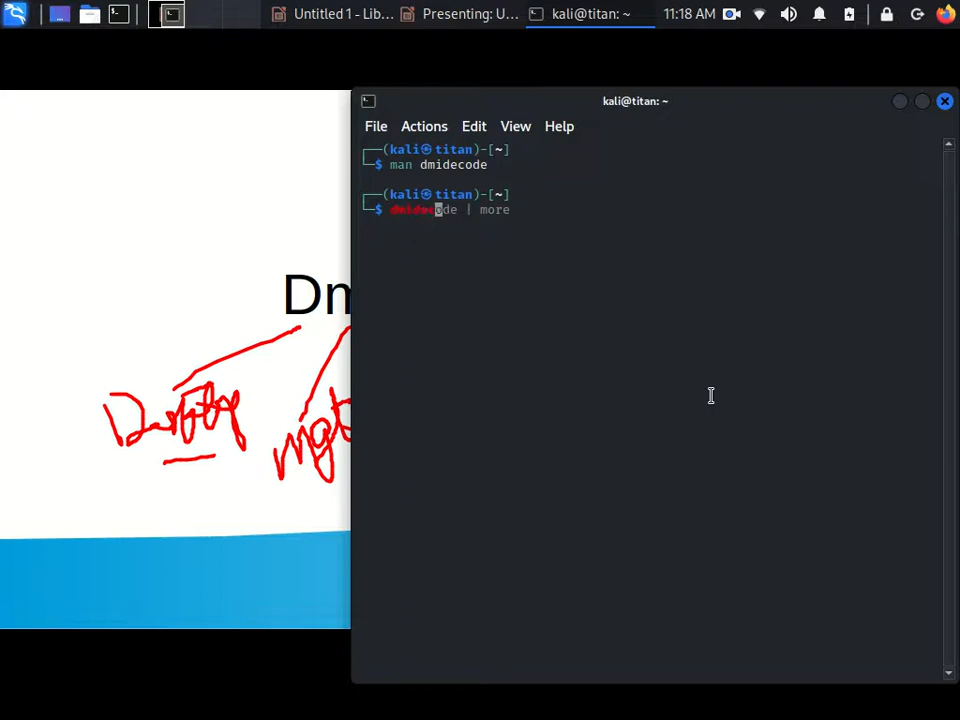 Untitled 1 - Lib...
Presenting: U...
kali@titan: ~
11:18 AM
kali@titan: ~
File Actions Edit View Help
┌──(kali㉿titan)-[~]
└─$ man dmidecode
┌──(kali㉿titan)-[~]
└─$ dmidecode | more
Dm
mgt